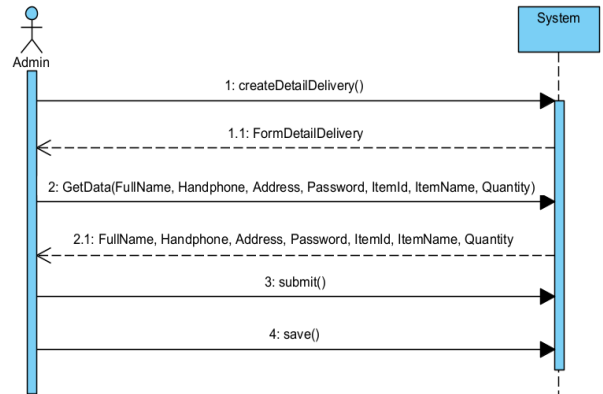 System
Admin
1: createDetailDelivery()
1.1: FormDetailDelivery
2: GetData(FullName, Handphone, Address, Password, ItemId, ItemName, Quantity)
2.1: FullName, Handphone, Address, Password, ItemId, ItemName, Quantity
3: submit()
4: save()